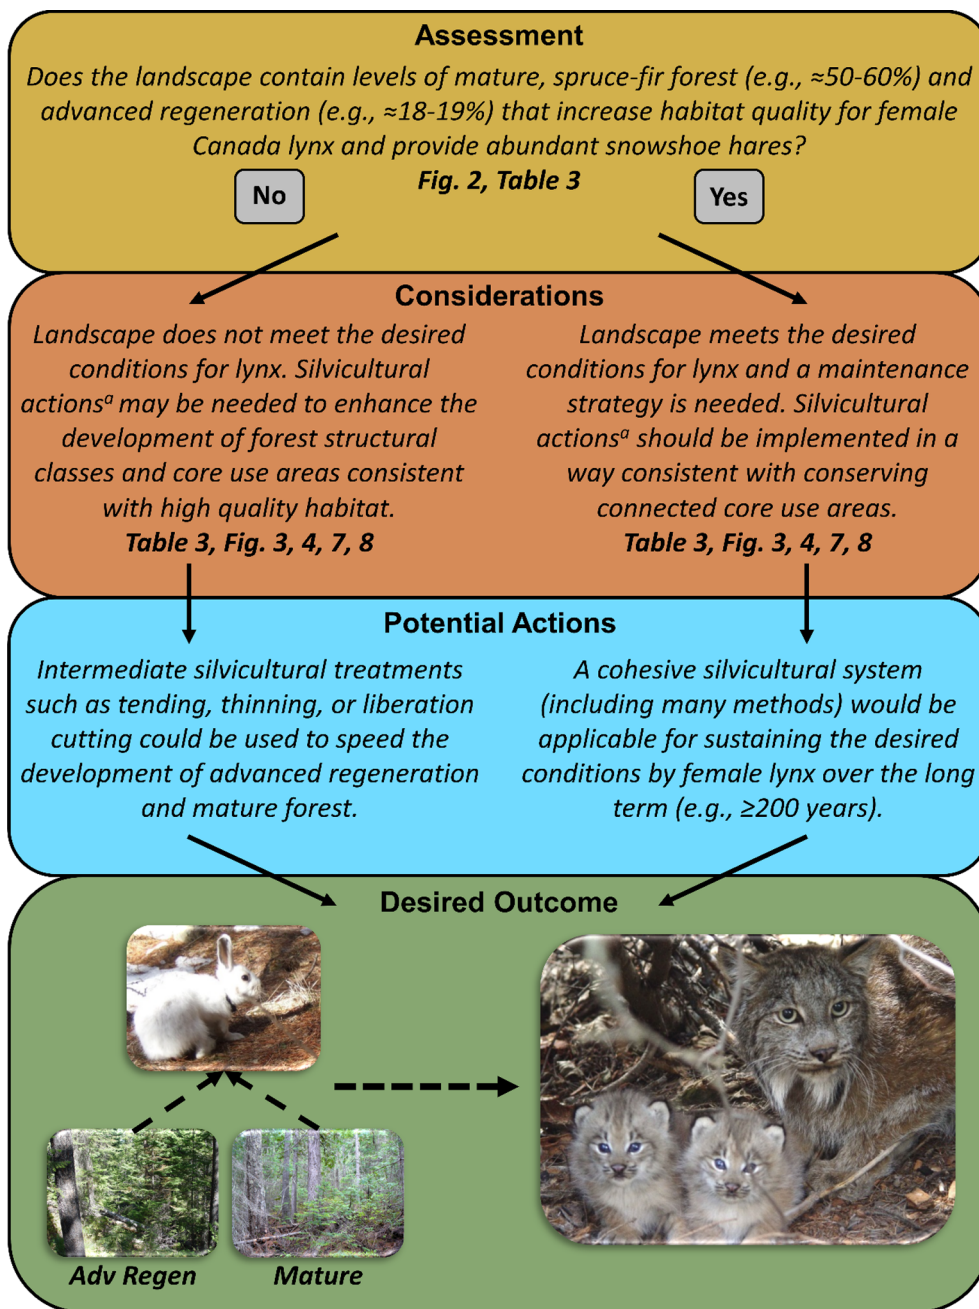 Assessment
Does the landscape contain levels of mature, spruce-fir forest (e.g., ≈50-60%) and
advanced regeneration (e.g., ≈18-19%) that increase habitat quality for female
Canada lynx and provide abundant snowshoe hares?
Fig. 2, Table 3
No
Yes
Considerations
Landscape does not meet the desired
conditions for lynx. Silvicultural
actionsᵃ may be needed to enhance the
development of forest structural
classes and core use areas consistent
with high quality habitat.
Table 3, Fig. 3, 4, 7, 8
Landscape meets the desired
conditions for lynx and a maintenance
strategy is needed. Silvicultural
actionsᵃ should be implemented in a
way consistent with conserving
connected core use areas.
Table 3, Fig. 3, 4, 7, 8
Potential Actions
Intermediate silvicultural treatments
such as tending, thinning, or liberation
cutting could be used to speed the
development of advanced regeneration
and mature forest.
A cohesive silvicultural system
(including many methods) would be
applicable for sustaining the desired
conditions by female lynx over the long
term (e.g., ≥200 years).
Desired Outcome
Adv Regen
Mature